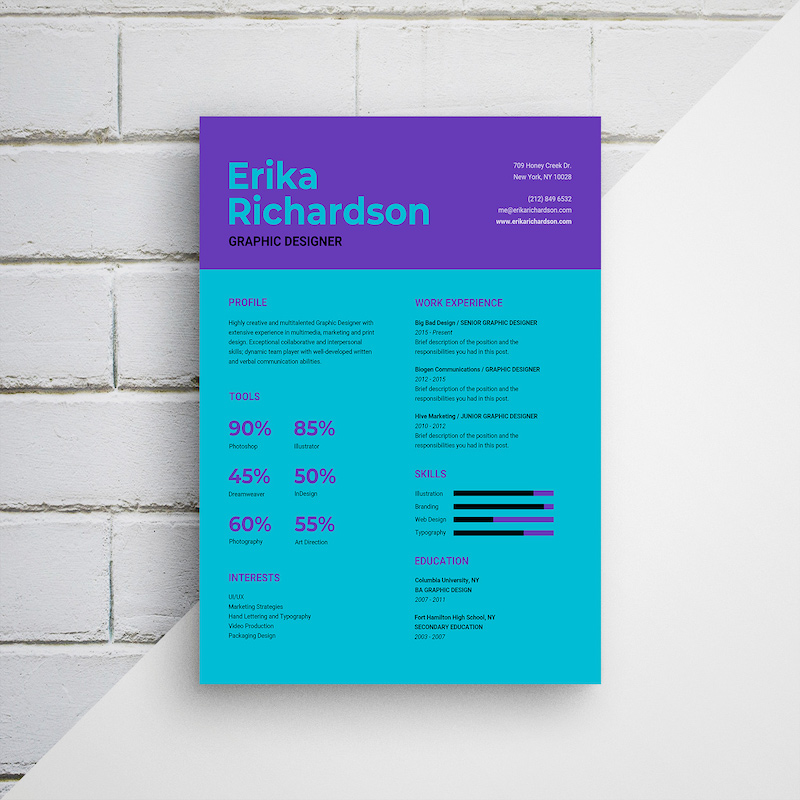 Erika
Richardson
GRAPHIC DESIGNER
709 Honey Creek Dr.
New York, NY 10028
(212) 849 6532
me@erikarichardson.com
www.erikarichardson.com
PROFILE
Highly creative and multitalented Graphic Designer with
extensive experience in multimedia, marketing and print
design. Exceptional collaborative and interpersonal
skills; dynamic team player with well-developed written
and verbal communication abilities.
TOOLS
90% 85%
Photoshop Illustrator
45% 50%
Dreamweaver InDesign
60% 55%
Photography Art Direction
INTERESTS
UI/UX
Marketing Strategies
Hand Lettering and Typography
Video Production
Packaging Design
WORK EXPERIENCE
Big Bad Design / SENIOR GRAPHIC DESIGNER
2015 - Present
Brief description of the position and the
responsibilities you had in this post.
Biogen Communications / GRAPHIC DESIGNER
2012 - 2015
Brief description of the position and the
responsibilities you had in this post.
Hive Marketing / JUNIOR GRAPHIC DESIGNER
2010 - 2012
Brief description of the position and the
responsibilities you had in this post.
SKILLS
Illustration
Branding
Web Design
Typography
EDUCATION
Columbia University, NY
BA GRAPHIC DESIGN
2007 - 2011
Fort Hamilton High School, NY
SECONDARY EDUCATION
2003 - 2007